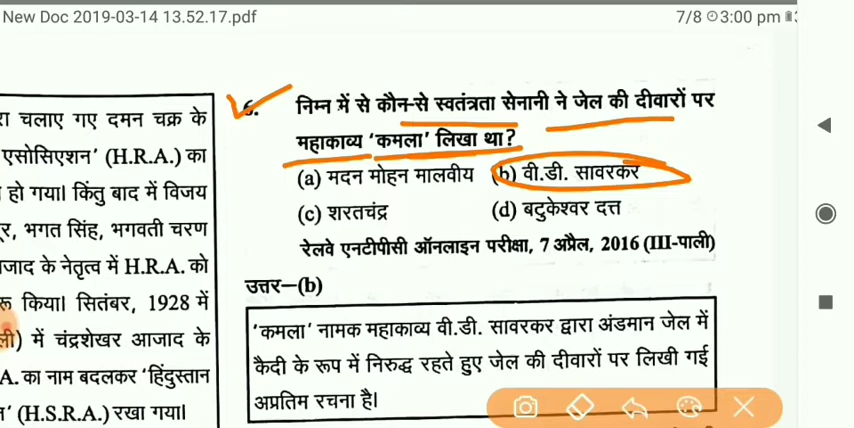 New Doc 2019-03-14 13.52.17.pdf
7/8 3:00 pm
चलाए गए दमन चक्र के
एसोसिएशन' (H.R.A.) का
हो गया। किंतु बाद में विजय
भगत सिंह, भगवती चरण
के नेतृत्व में H.R.A. को
किया। सितंबर, 1928 में
में चंद्रशेखर आजाद के
A. का नाम बदलकर 'हिंदुस्तान
(H.S.R.A.) रखा गया।
6. निम्न में से कौन-से स्वतंत्रता सेनानी ने जेल की दीवारों पर
महाकाव्य 'कमला' लिखा था?
(a) मदन मोहन मालवीय (b) वी.डी. सावरकर
(c) शरतचंद्र (d) बटुकेश्वर दत्त
रेलवे एनटीपीसी ऑनलाइन परीक्षा, 7 अप्रैल, 2016 (III-पाली)
उत्तर—(b)
'कमला' नामक महाकाव्य वी.डी. सावरकर द्वारा अंडमान जेल में
कैदी के रूप में निरुद्ध रहते हुए जेल की दीवारों पर लिखी गई
अप्रतिम रचना है।